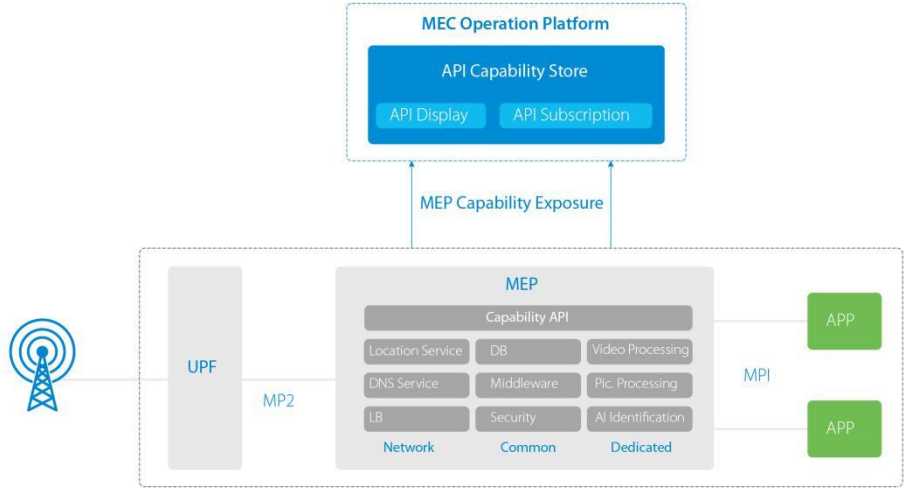 MEC Operation Platform
API Capability Store
API Display
API Subscription
MEP Capability Exposure
MEP
Capability API
APP
Location Service
DB
Video Processing
UPF
DNS Service
Middleware
Pic. Processing
MPI
MP2
LB
Security
AI Identification
APP
Network
Common
Dedicated